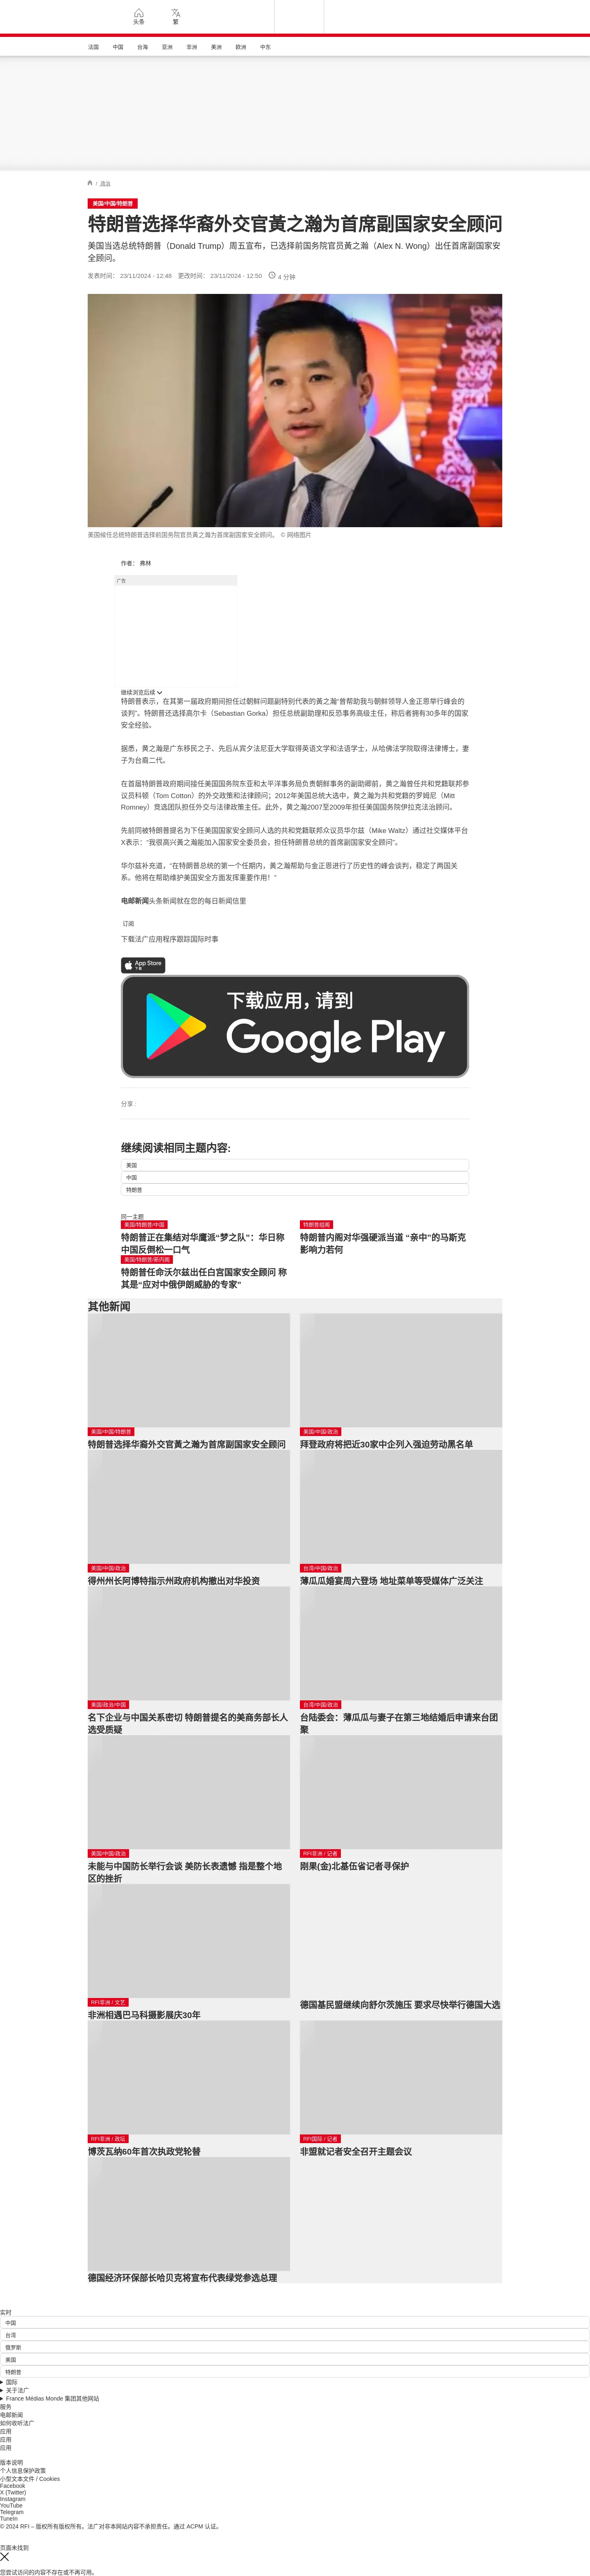 头条
繁
法国 中国 台海 亚洲 非洲 美洲 欧洲 中东
/ 政治
美国/中国/特朗普
特朗普选择华裔外交官黃之瀚为首席副国家安全顾问
美国当选总统特朗普（Donald Trump）周五宣布，已选择前国务院官员黃之瀚（Alex N. Wong）出任首席副国家安
全顾问。
发表时间： 23/11/2024 - 12:48 更改时间： 23/11/2024 - 12:50 4 分钟
美国候任总统特朗普选择前国务院官员黄之瀚为首席副国家安全顾问。 © 网络图片
作者： 弗林
广告
继续浏览后续
特朗普表示，在其第一届政府期间担任过朝鲜问题副特别代表的黃之瀚“曾帮助我与朝鲜领导人金正恩举行峰会的
谈判”。特朗普还选择高尔卡（Sebastian Gorka）担任总统副助理和反恐事务高级主任，称后者拥有30多年的国家
安全经验。
据悉，黄之瀚是广东移民之子、先后从宾夕法尼亚大学取得英语文学和法语学士，从哈佛法学院取得法律博士，妻
子为台裔二代。
在首届特朗普政府期间接任美国国务院东亚和太平洋事务局负责朝鲜事务的副助卿前，黄之瀚曾任共和党籍联邦参
议员科顿（Tom Cotton）的外交政策和法律顾问；2012年美国总统大选中，黄之瀚为共和党籍的罗姆尼（Mitt
Romney）竞选团队担任外交与法律政策主任。此外，黄之瀚2007至2009年担任美国国务院伊拉克法治顾问。
先前同被特朗普提名为下任美国国家安全顾问人选的共和党籍联邦众议员华尔兹（Mike Waltz）通过社交媒体平台
X表示：“我很高兴黃之瀚能加入国家安全委员会，担任特朗普总统的首席副国家安全顾问”。
华尔兹补充道，“在特朗普总统的第一个任期内，黃之瀚帮助与金正恩进行了历史性的峰会谈判，稳定了两国关
系。他将在帮助维护美国安全方面发挥重要作用！”
电邮新闻头条新闻就在您的每日新闻信里
订阅
下载法广应用程序跟踪国际时事
App Store
下载
下载应用，请到
Google Play
分享 :
继续阅读相同主题内容:
美国
中国
特朗普
同一主题
美国/特朗普/中国
特朗普正在集结对华鹰派“梦之队”：华日称
中国反倒松一口气
特朗普组阁
特朗普内阁对华强硬派当道 “亲中”的马斯克
影响力若何
美国/特朗普/新内阁
特朗普任命沃尔兹出任白宫国家安全顾问 称
其是“应对中俄伊朗威胁的专家”
其他新闻
美国/中国/特朗普
特朗普选择华裔外交官黃之瀚为首席副国家安全顾问
美国/中国/政治
拜登政府将把近30家中企列入强迫劳动黑名单
美国/中国/政治
得州州长阿博特指示州政府机构撤出对华投资
台湾/中国/政治
薄瓜瓜婚宴周六登场 地址菜单等受媒体广泛关注
美国/政治/中国
名下企业与中国关系密切 特朗普提名的美商务部长人
选受质疑
台湾/中国/政治
台陆委会：薄瓜瓜与妻子在第三地结婚后申请来台团
聚
美国/中国/政治
未能与中国防长举行会谈 美防长表遗憾 指是整个地
区的挫折
RFI非洲 / 记者
刚果(金)北基伍省记者寻保护
RFI非洲 / 文艺
非洲相遇巴马科摄影展庆30年
德国基民盟继续向舒尔茨施压 要求尽快举行德国大选
RFI非洲 / 政坛
博茨瓦纳60年首次执政党轮替
RFI国际 / 记者
非盟就记者安全召开主题会议
德国经济环保部长哈贝克将宣布代表绿党参选总理
实时
中国
台湾
俄罗斯
美国
特朗普
国际
关于法广
France Médias Monde 集团其他网站
服务
电邮新闻
如何收听法广
应用
应用
应用
版本说明
个人信息保护政策
小型文本文件 / Cookies
Facebook
X (Twitter)
Instagram
YouTube
Telegram
TuneIn
© 2024 RFI – 版权所有版权所有。法广对非本网站内容不承担责任。通过 ACPM 认证。
页面未找到
您尝试访问的内容不存在或不再可用。